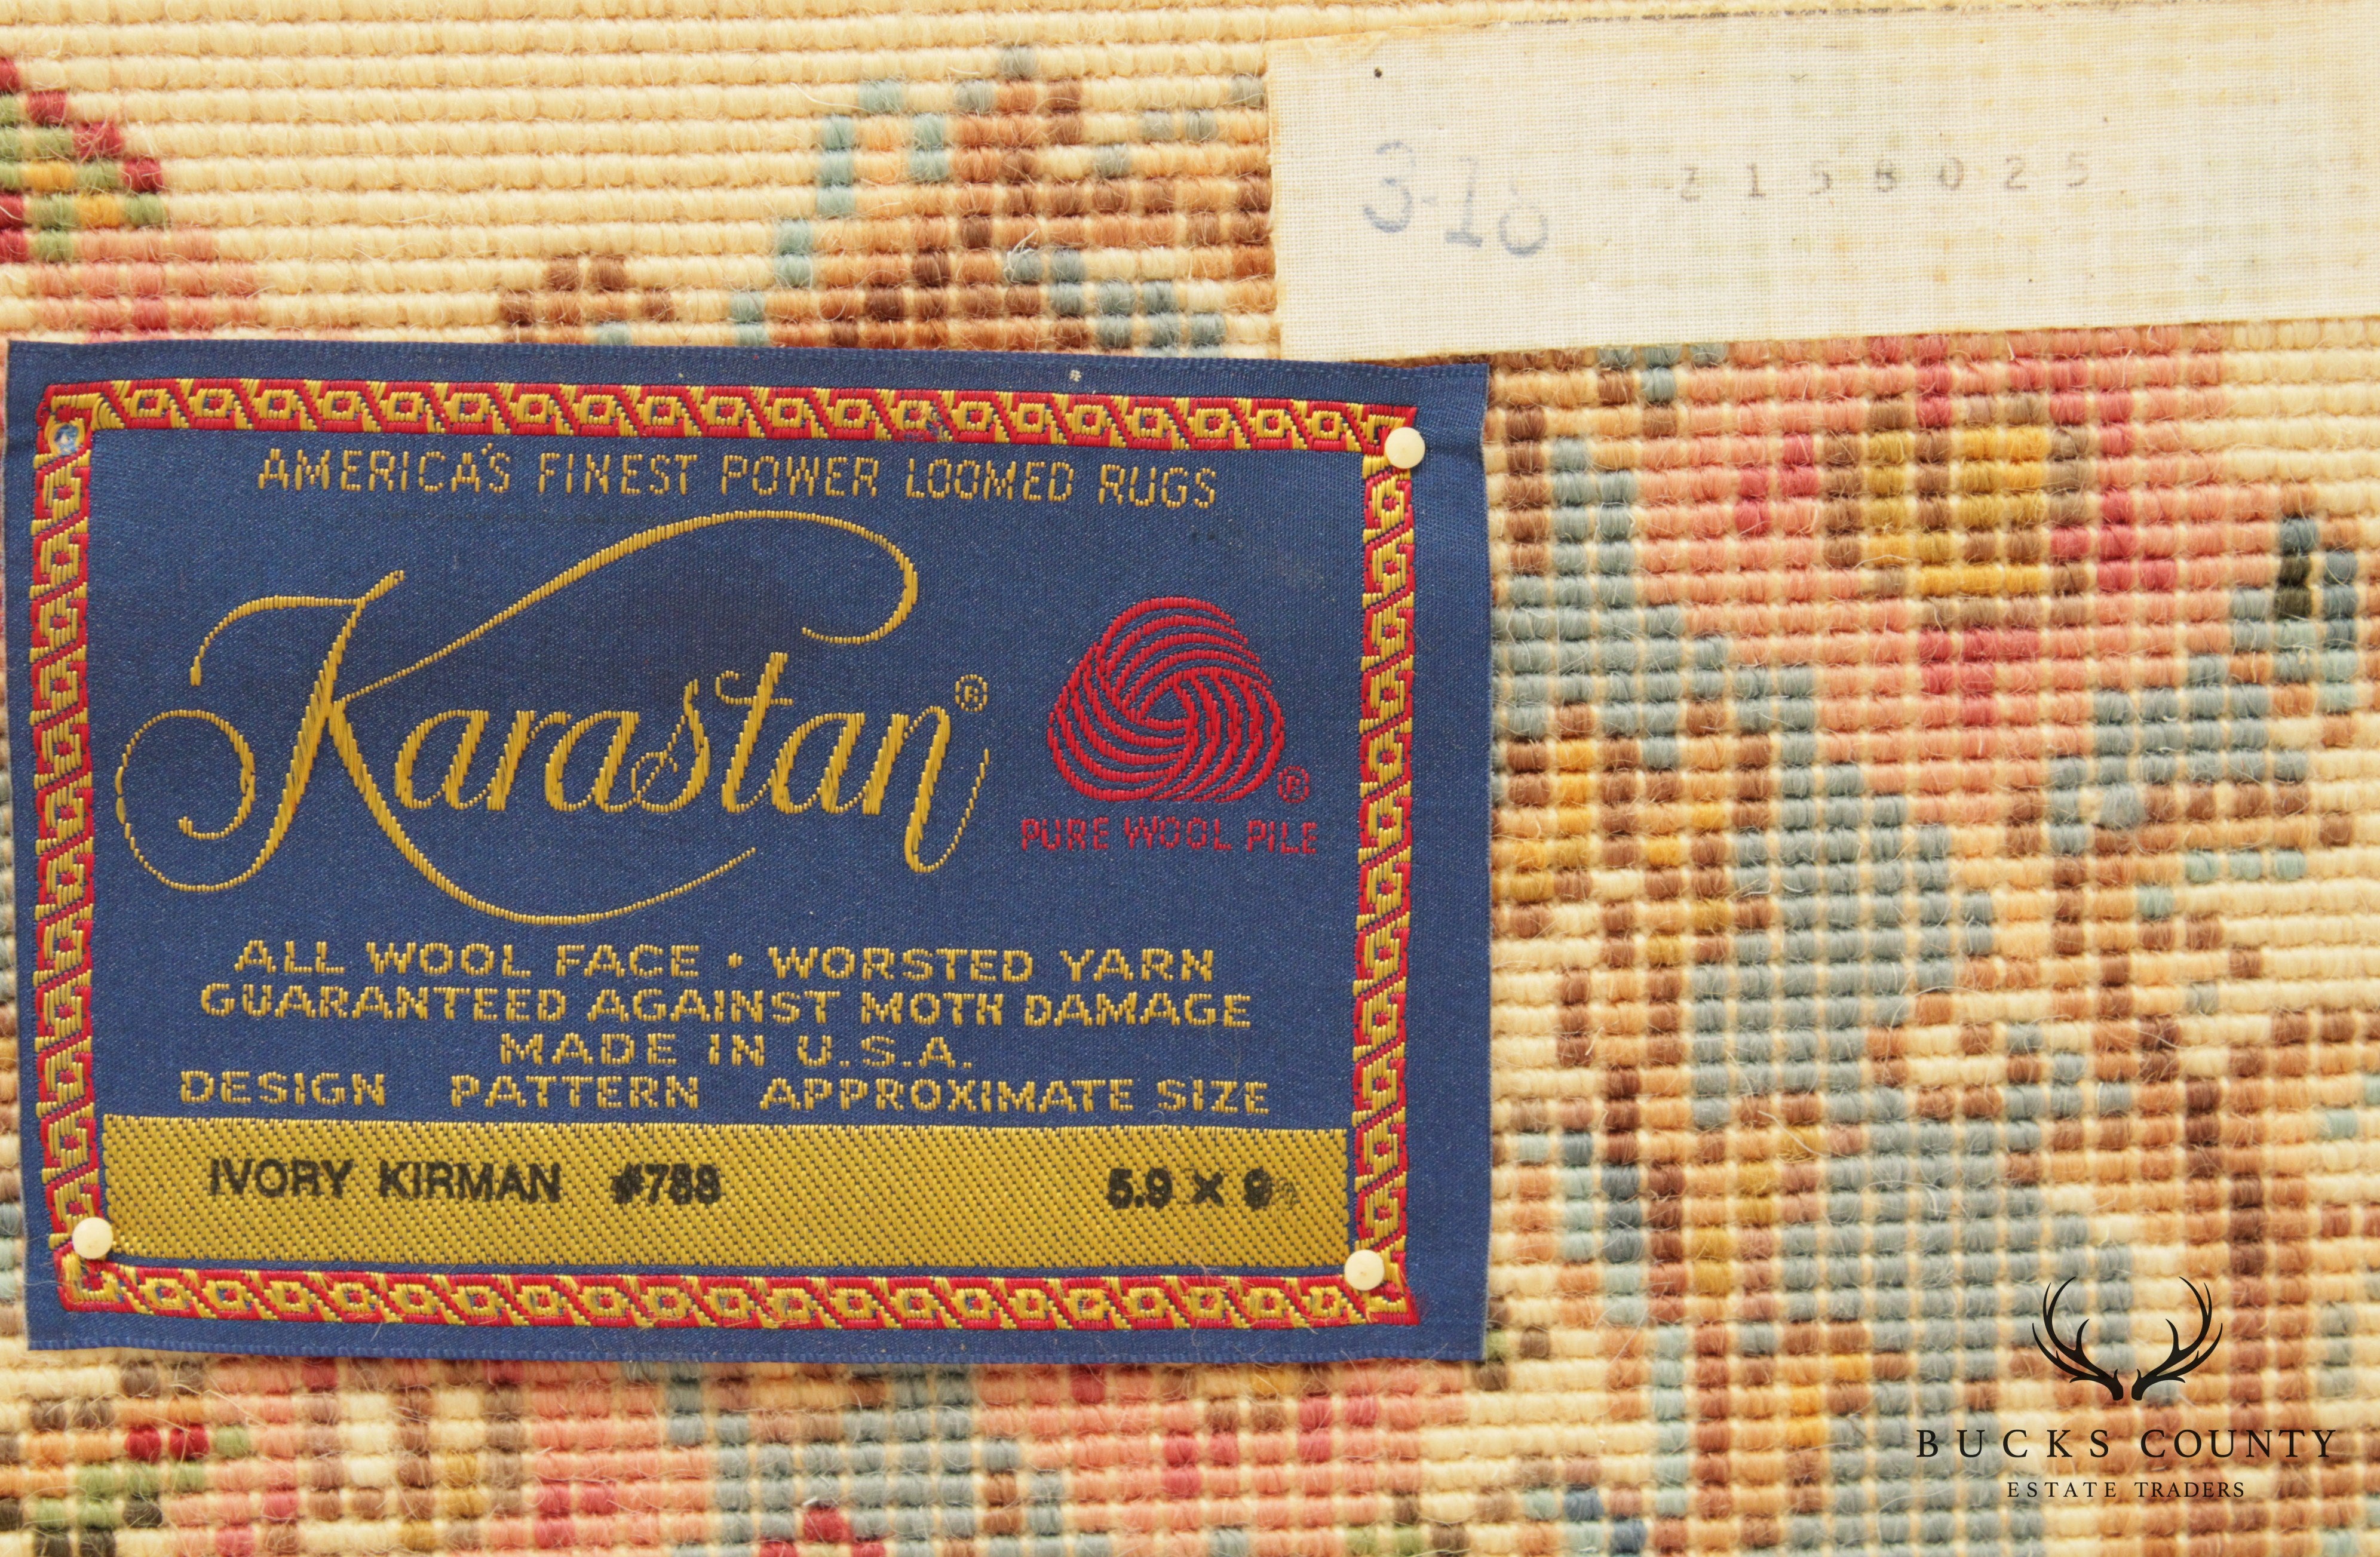 3-18 2158025
AMERICA'S FINEST POWER LOOMED RUGS
Karastan®
®
PURE WOOL PILE
ALL WOOL FACE • WORSTED YARN
GUARANTEED AGAINST MOTH DAMAGE
MADE IN U.S.A.
DESIGN PATTERN APPROXIMATE SIZE
IVORY KIRMAN #788 5.9 x 9
BUCKS COUNTY
ESTATE TRADERS